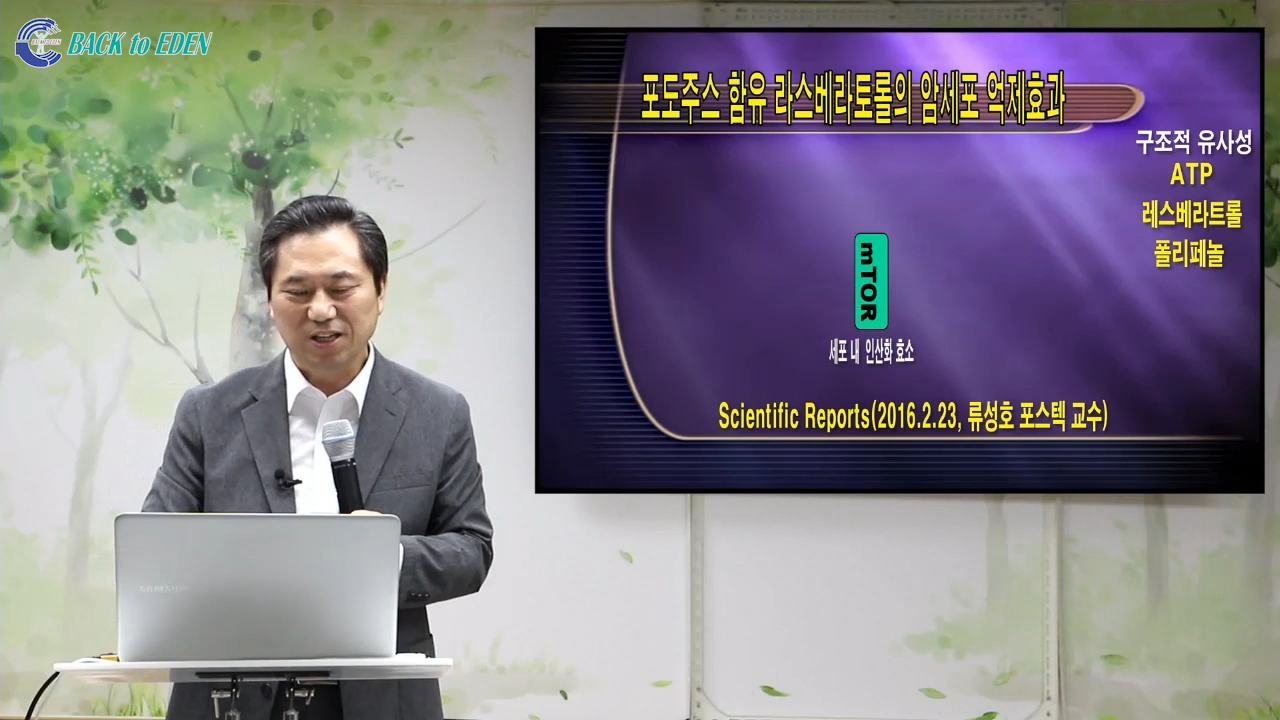 BACK to EDEN
포도주스 함유 라스베라토롤의 암세포 억제효과
구조적 유사성
ATP
레스베라트롤
폴리페놀
mTOR
세포 내 인산화 효소
Scientific Reports(2016.2.23, 류성호 포스텍 교수)